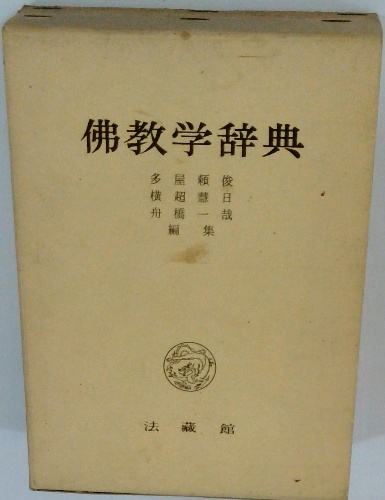 佛教学辞典
多屋頼俊
横超慧日
舟橋一哉
編集
法藏館